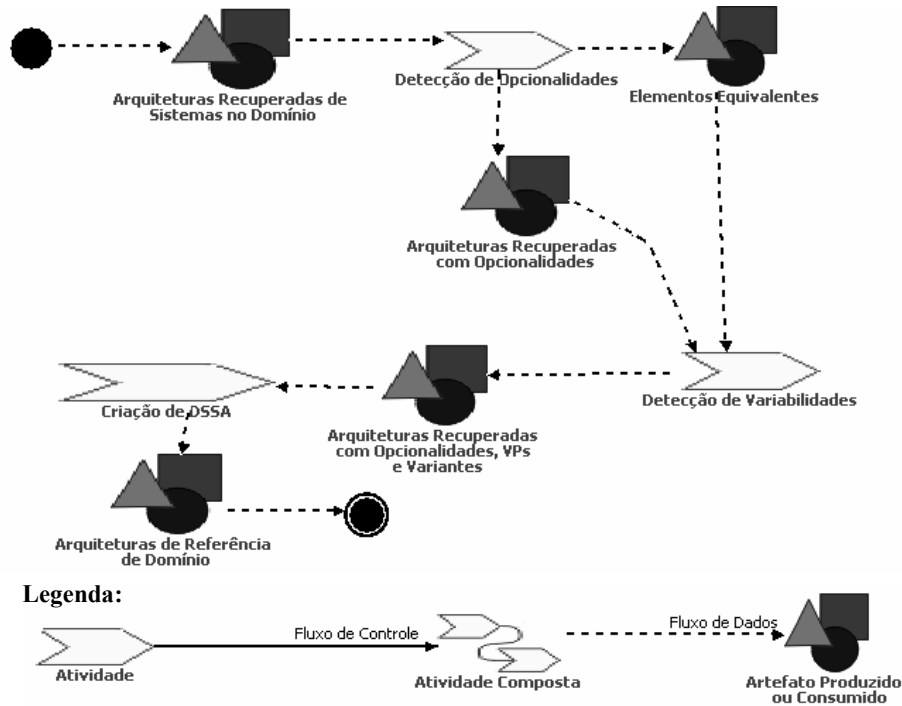 Arquiteturas Recuperadas de
Sistemas no Domínio
Detecção de Opcionalidades
Elementos Equivalentes
Arquiteturas Recuperadas
com Opcionalidades
Criação de DSSA
Arquiteturas Recuperadas
com Opcionalidades, VPs
e Variantes
Detecção de Variabilidades
Arquiteturas de Referência
de Domínio
Legenda:
Atividade
Fluxo de Controle
Atividade Composta
Fluxo de Dados
Artefato Produzido
ou Consumido